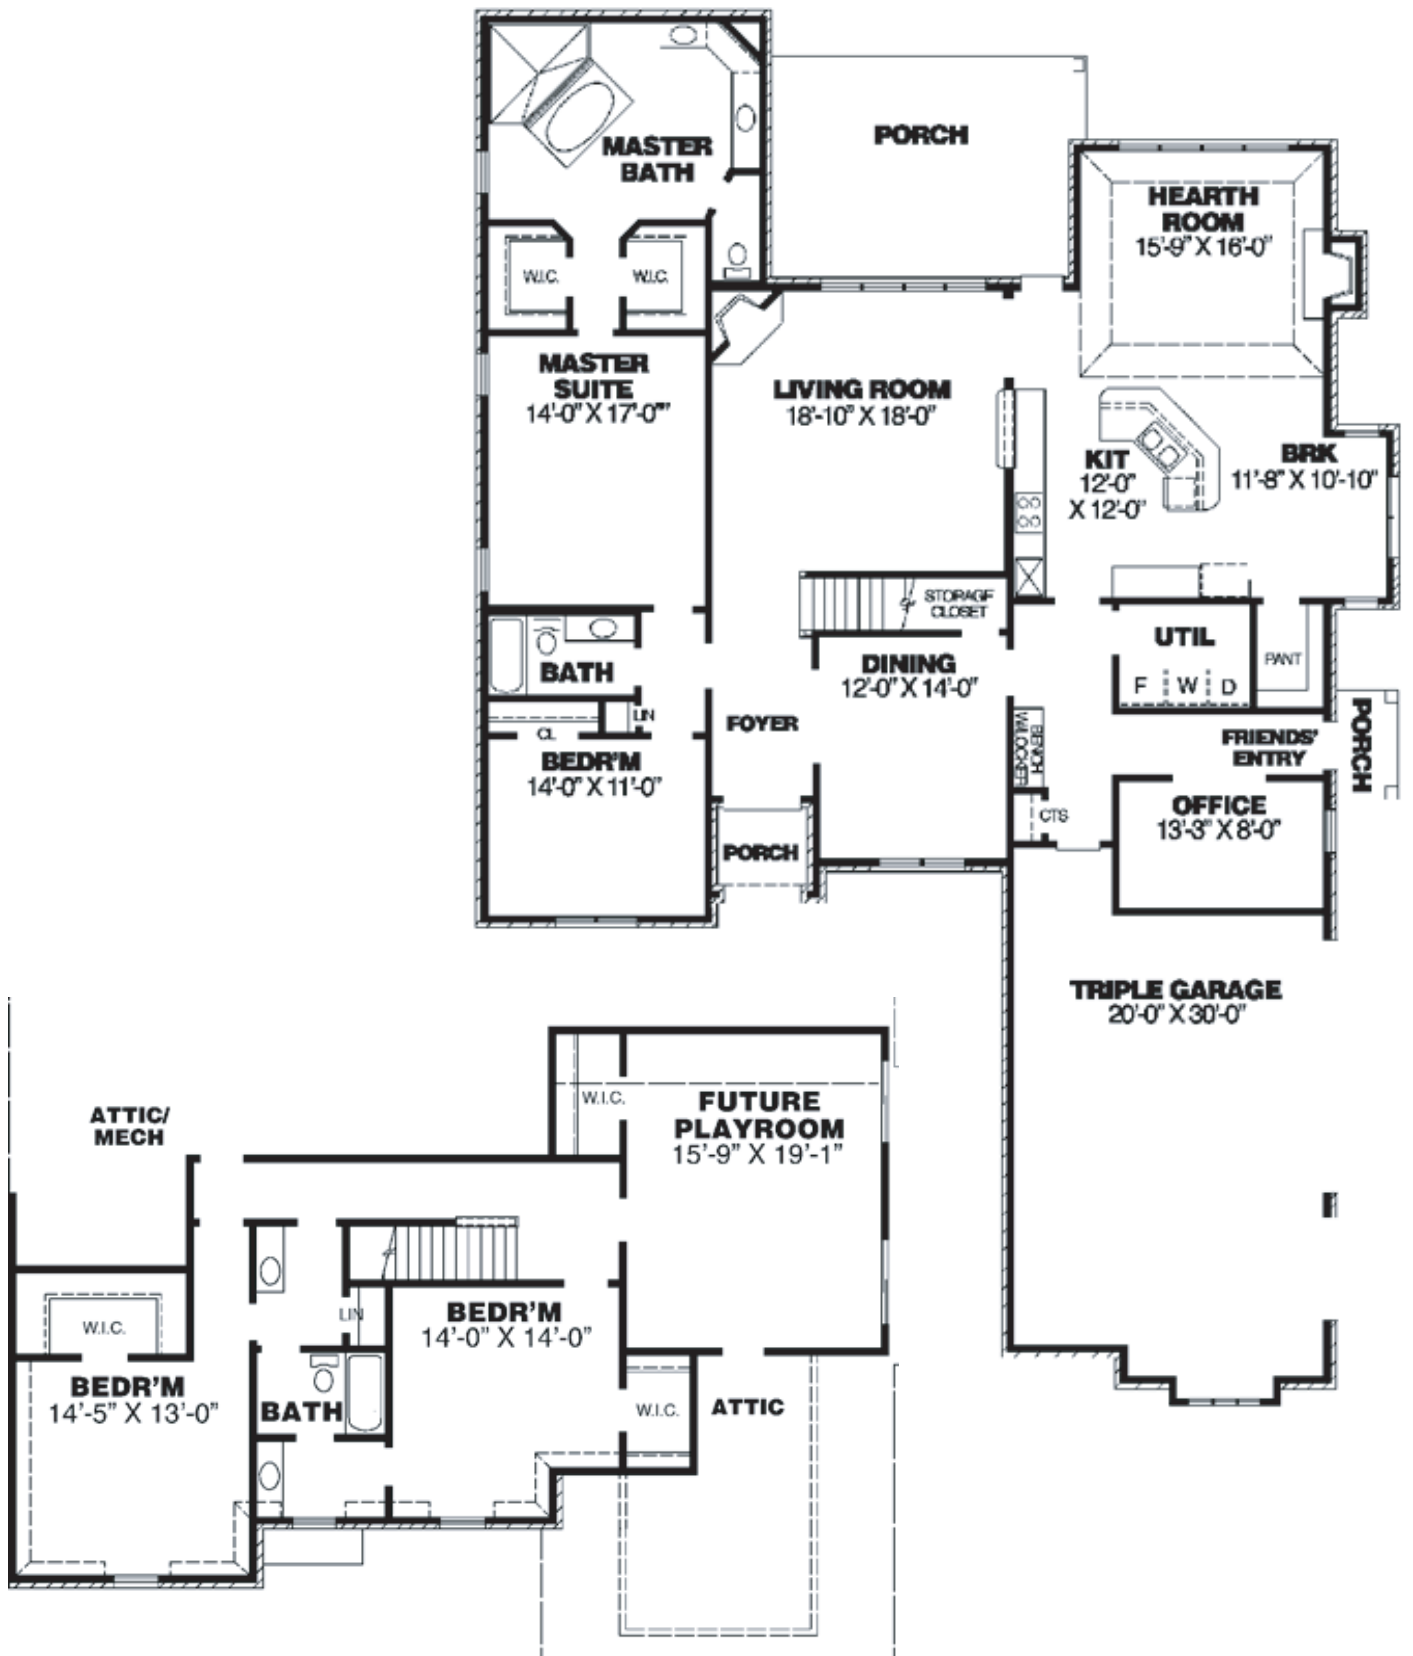 MASTER
BATH
PORCH
HEARTH
ROOM
15'-9" X 16'-0"
W.I.C.
W.I.C.
MASTER
SUITE
14'-0" X 17'-0""
LIVING ROOM
18'-10" X 18'-0"
KIT
12'-0"
X 12'-0"
BRK
11'-8" X 10'-10"
STORAGE
CLOSET
BATH
LIN
CL
BEDR'M
14'-0" X 11'-0"
FOYER
DINING
12'-0" X 14'-0"
UTIL
F W D
PANT
BENCH
W/LOCKER
FRIENDS'
ENTRY
PORCH
CTS
OFFICE
13'-3" X 8'-0"
PORCH
TRIPLE GARAGE
20'-0" X 30'-0"
ATTIC/
MECH
W.I.C.
FUTURE
PLAYROOM
15'-9" X 19'-1"
W.I.C.
LIN
BEDR'M
14'-0" X 14'-0"
BEDR'M
14'-5" X 13'-0"
BATH
W.I.C.
ATTIC